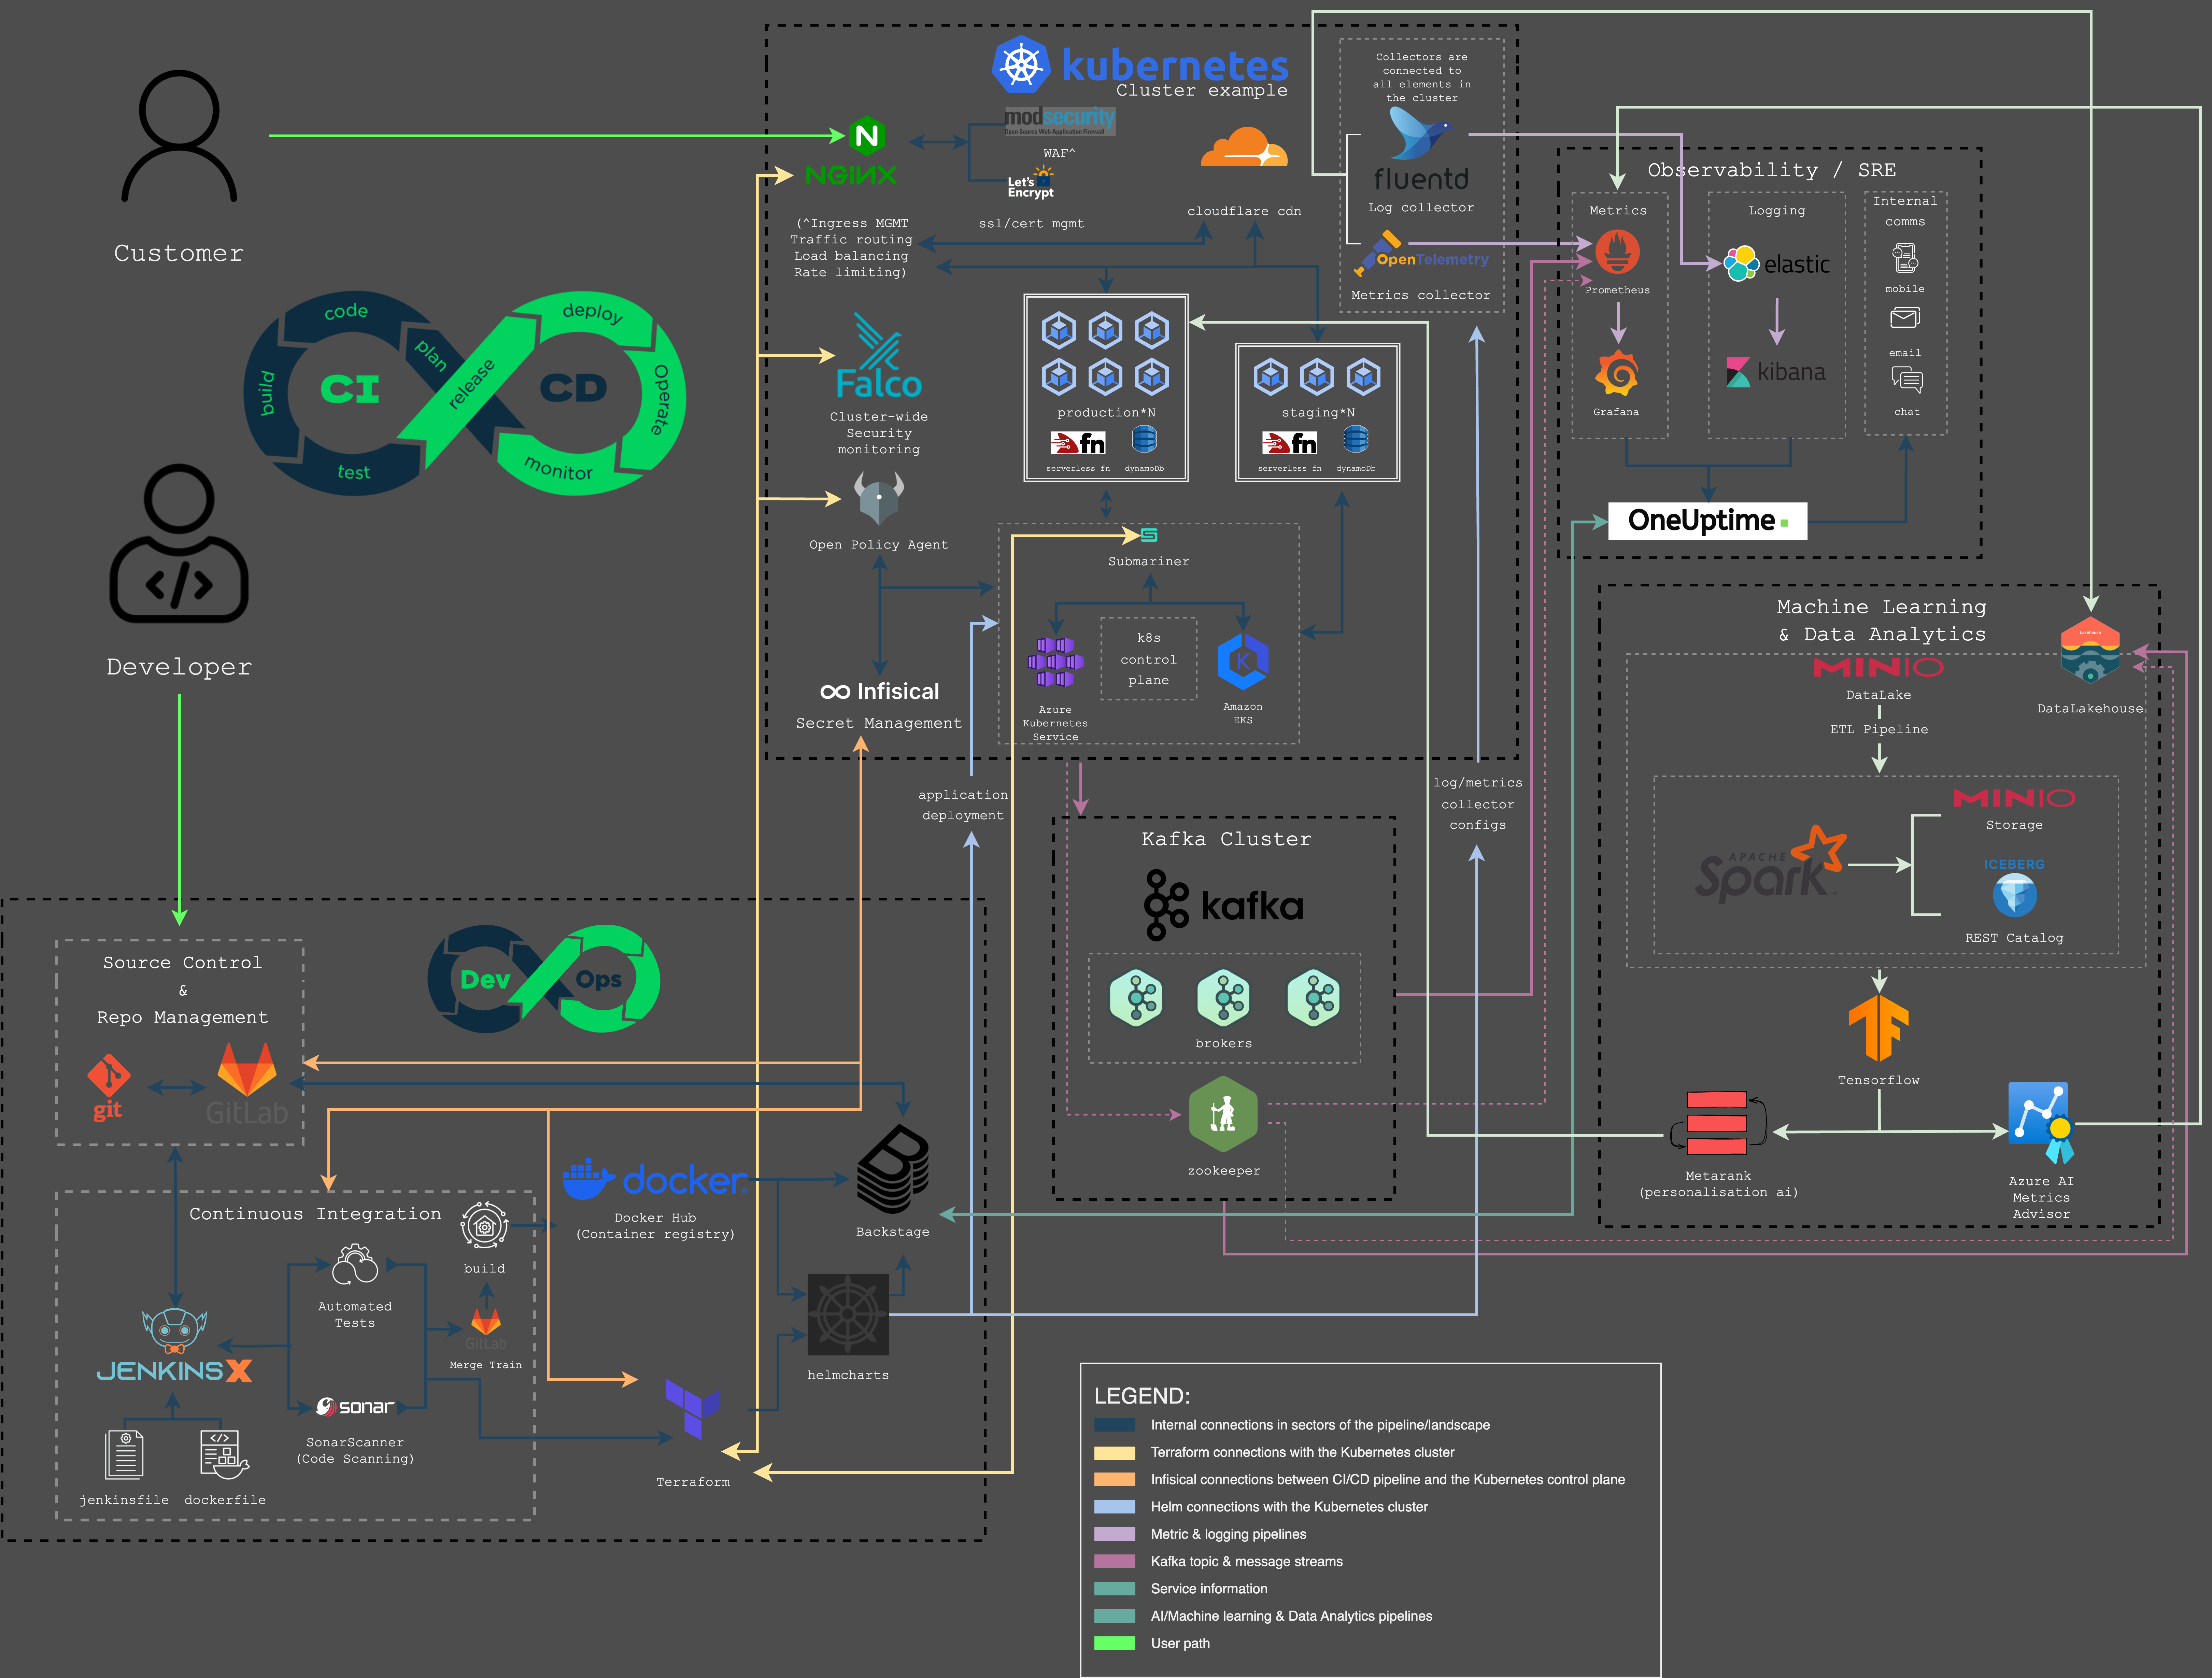 Customer
code
plan
build
CI
test
release
deploy
CD
Operate
monitor
Developer
kubernetes
Cluster example
NGINX
modsecurity
Open Source Web Application Firewall
WAF^
Let's
Encrypt
(^Ingress MGMT
Traffic routing
Load balancing
Rate limiting)
ssl/cert mgmt
cloudflare cdn
Collectors are
connected to
all elements in
the cluster
fluentd
Log collector
OpenTelemetry
Metrics collector
Falco
Cluster-wide
Security
monitoring
Open Policy Agent
∞ Infisical
Secret Management
production*N
fn
serverless fn
dynamoDb
staging*N
fn
serverless fn
dynamoDb
Submariner
k8s
control
plane
Azure
Kubernetes
Service
K
Amazon
EKS
Observability / SRE
Metrics
Prometheus
Grafana
Logging
elastic
kibana
Internal
comms
mobile
email
chat
OneUptime
Machine Learning
& Data Analytics
Lakehouse
DataLakehouse
MINIO
DataLake
ETL Pipeline
MINIO
Storage
APACHE
Spark
ICEBERG
REST Catalog
Tensorflow
Metarank
(personalisation ai)
Azure AI
Metrics
Advisor
application
deployment
log/metrics
collector
configs
Kafka Cluster
kafka
brokers
zookeeper
Source Control
&
Repo Management
git
GitLab
Dev
Ops
Continuous Integration
JENKINS X
jenkinsfile
dockerfile
Automated
Tests
sonar
SonarScanner
(Code Scanning)
build
GitLab
Merge Train
docker
Docker Hub
(Container registry)
Backstage
helmcharts
Terraform
LEGEND:
Internal connections in sectors of the pipeline/landscape
Terraform connections with the Kubernetes cluster
Infisical connections between CI/CD pipeline and the Kubernetes control plane
Helm connections with the Kubernetes cluster
Metric & logging pipelines
Kafka topic & message streams
Service information
AI/Machine learning & Data Analytics pipelines
User path